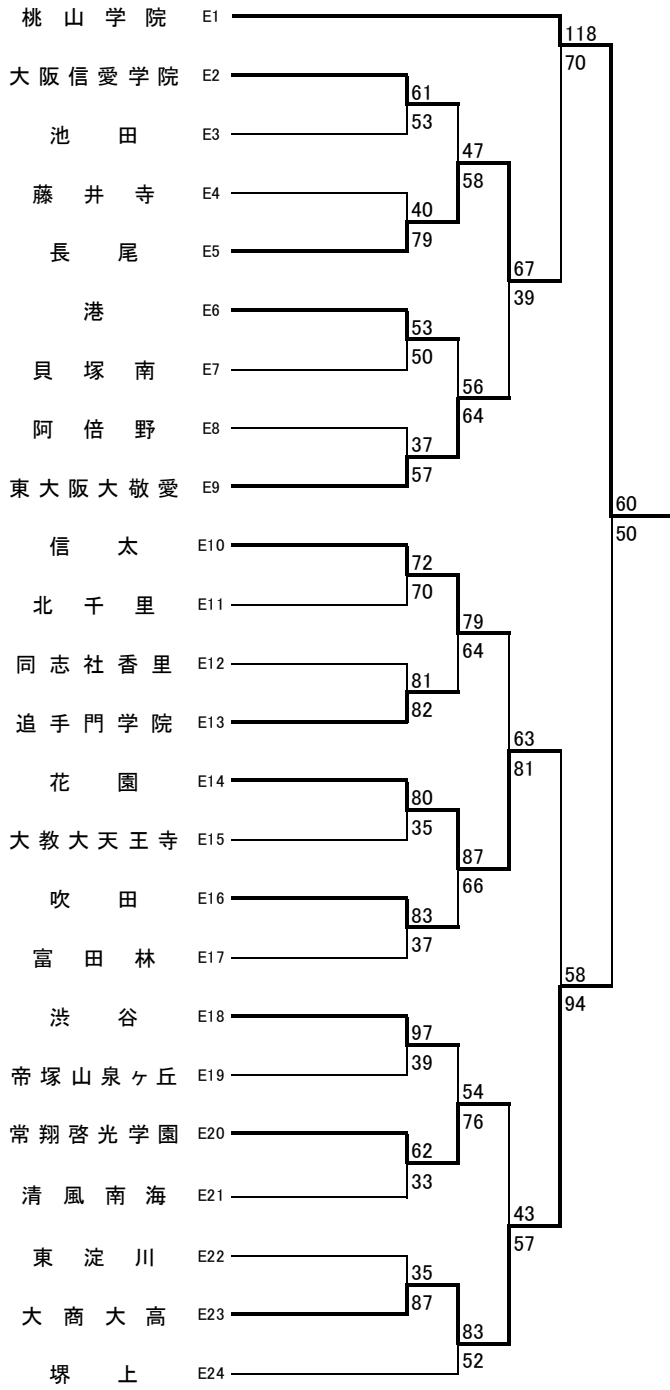 桃山学院 E1
118
70
大阪信愛学院 E2
61
53
池田 E3
47
58
藤井寺 E4
40
79
長尾 E5
67
39
港 E6
53
50
貝塚南 E7
56
64
阿倍野 E8
37
57
東大阪大敬愛 E9
60
50
信太 E10
72
70
北千里 E11
79
64
同志社香里 E12
81
82
追手門学院 E13
63
81
花園 E14
80
35
大教大天王寺 E15
87
66
吹田 E16
83
37
富田林 E17
58
94
渋谷 E18
97
39
帝塚山泉ヶ丘 E19
54
76
常翔啓光学園 E20
62
33
清風南海 E21
43
57
東淀川 E22
35
87
大商大高 E23
83
52
堺上 E24